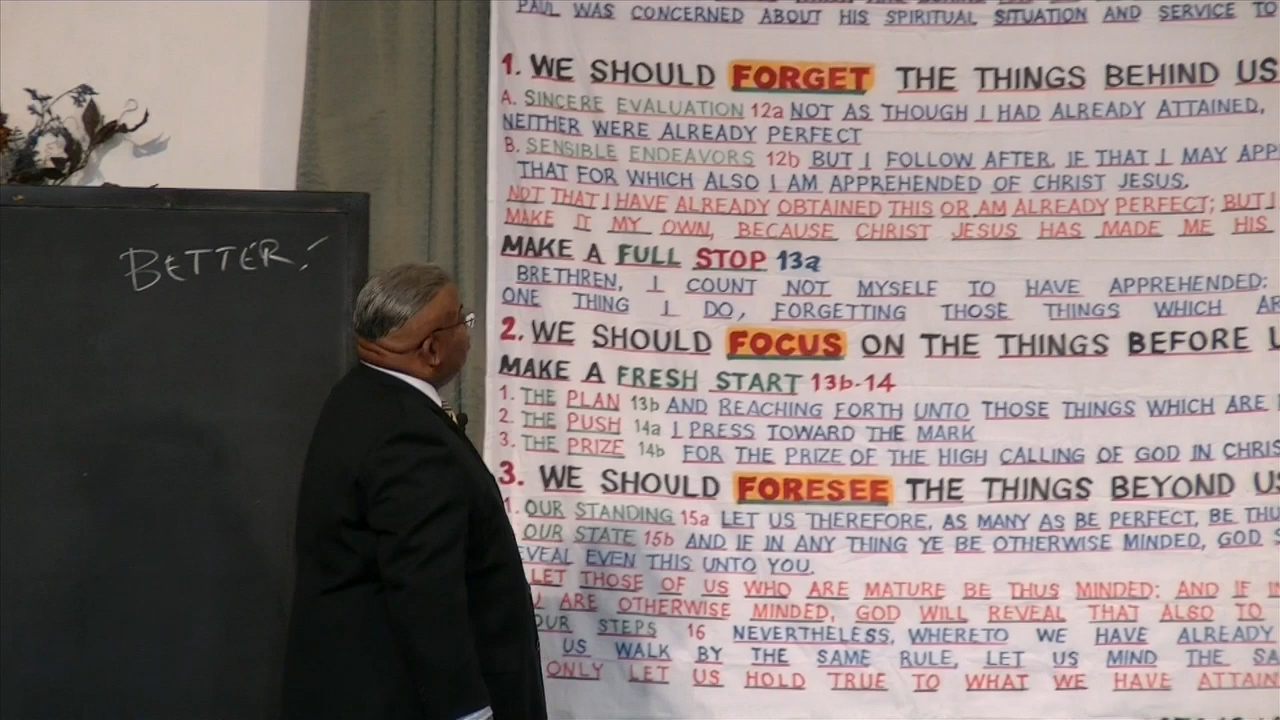 BETTER!
PAUL WAS CONCERNED ABOUT HIS SPIRITUAL SITUATION AND SERVICE TO
1. WE SHOULD FORGET THE THINGS BEHIND US
A. SINCERE EVALUATION 12a NOT AS THOUGH I HAD ALREADY ATTAINED,
NEITHER WERE ALREADY PERFECT
B. SENSIBLE ENDEAVORS 12b BUT I FOLLOW AFTER, IF THAT I MAY
THAT FOR WHICH ALSO I AM APPREHENDED OF CHRIST JESUS.
NOT THAT I HAVE ALREADY OBTAINED THIS OR AM ALREADY PERFECT; BUT I
MAKE IT MY OWN, BECAUSE CHRIST JESUS HAS MADE ME HIS
MAKE A FULL STOP 13a
BRETHREN, I COUNT NOT MYSELF TO HAVE APPREHENDED:
ONE THING I DO, FORGETTING THOSE THINGS WHICH
2. WE SHOULD FOCUS ON THE THINGS BEFORE
MAKE A FRESH START 13b-14
1. THE PLAN 13b AND REACHING FORTH UNTO THOSE THINGS WHICH ARE
2. THE PUSH 14a I PRESS TOWARD THE MARK
3. THE PRIZE 14b FOR THE PRIZE OF THE HIGH CALLING OF GOD IN CHRIS
3. WE SHOULD FORESEE THE THINGS BEYOND US
1. OUR STANDING 15a LET US THEREFORE, AS MANY AS BE PERFECT, BE THU
OUR STATE 15b AND IF IN ANY THING YE BE OTHERWISE MINDED, GOD
EVEAL EVEN THIS UNTO YOU.
LET THOSE OF US WHO ARE MATURE BE THUS MINDED: AND IF
ARE OTHERWISE MINDED, GOD WILL REVEAL THAT ALSO TO
OUR STEPS 16 NEVERTHELESS, WHERETO WE HAVE ALREADY
US WALK BY THE SAME RULE, LET US MIND THE SA
ONLY LET US HOLD TRUE TO WHAT WE HAVE ATTAIN